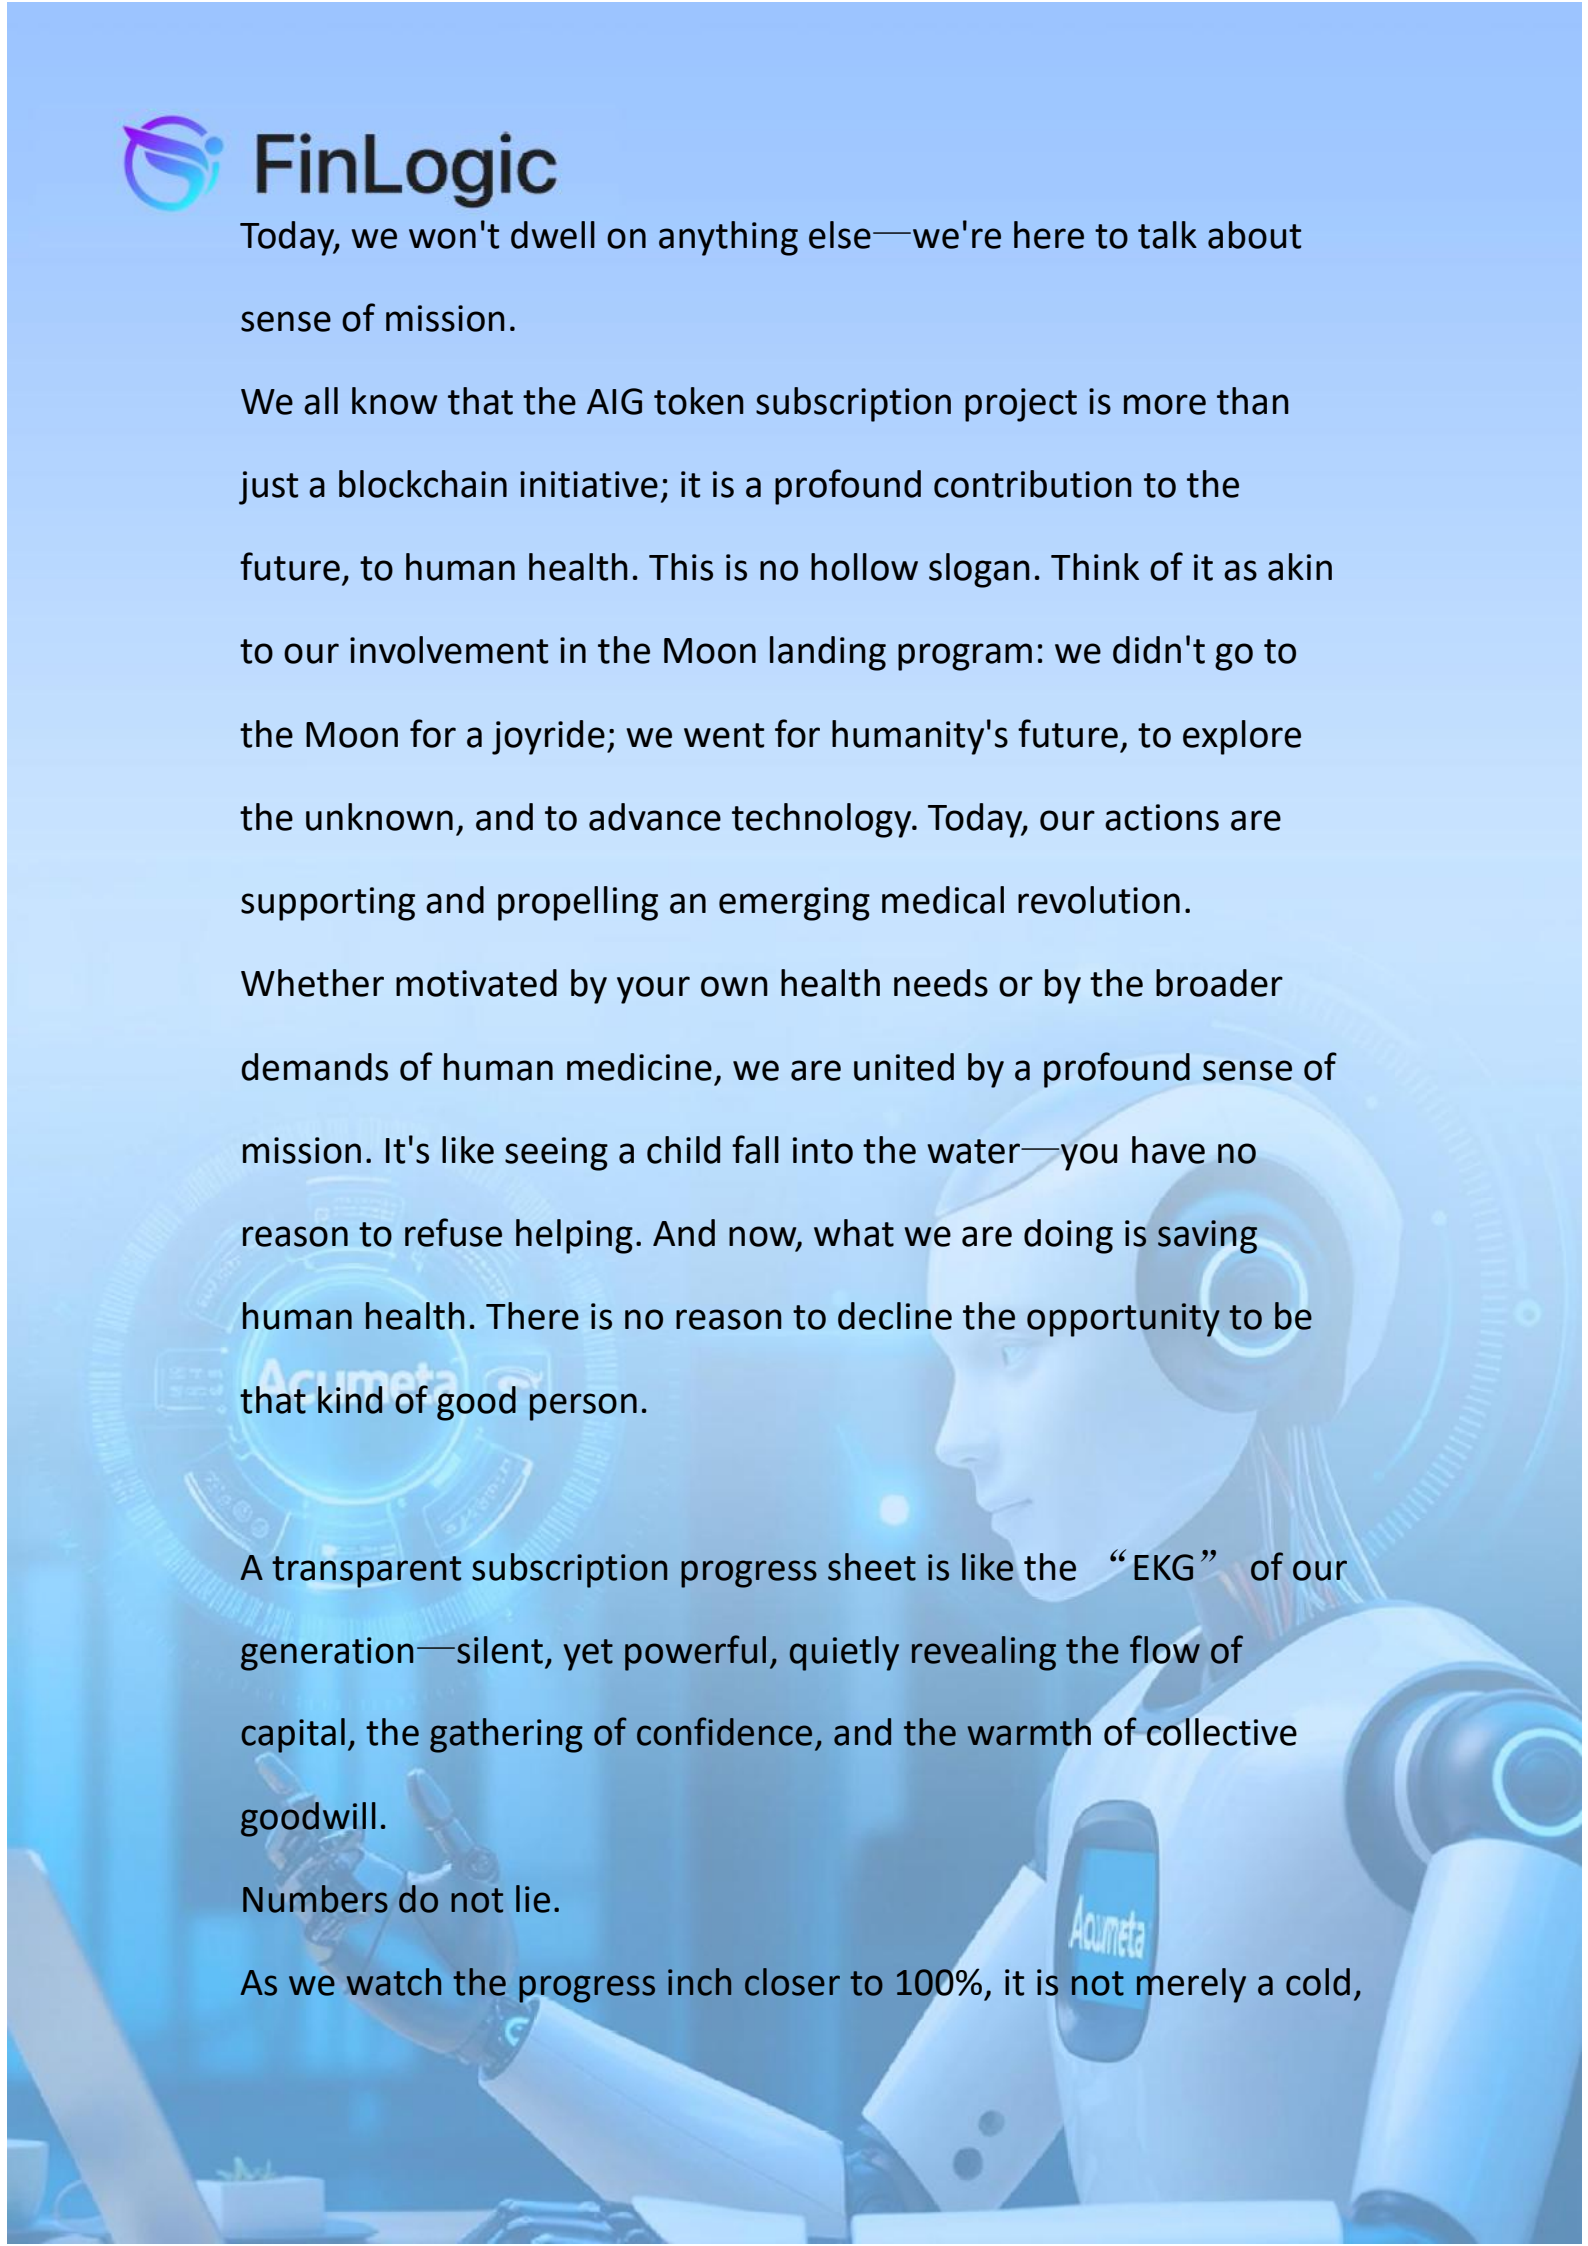 FinLogic
Today, we won't dwell on anything else—we're here to talk about
sense of mission.
We all know that the AIG token subscription project is more than
just a blockchain initiative; it is a profound contribution to the
future, to human health. This is no hollow slogan. Think of it as akin
to our involvement in the Moon landing program: we didn't go to
the Moon for a joyride; we went for humanity's future, to explore
the unknown, and to advance technology. Today, our actions are
supporting and propelling an emerging medical revolution.
Whether motivated by your own health needs or by the broader
demands of human medicine, we are united by a profound sense of
mission. It's like seeing a child fall into the water—you have no
reason to refuse helping. And now, what we are doing is saving
human health. There is no reason to decline the opportunity to be
Acumeta
that kind of good person.
A transparent subscription progress sheet is like the “EKG” of our
generation—silent, yet powerful, quietly revealing the flow of
capital, the gathering of confidence, and the warmth of collective
goodwill.
Numbers do not lie.
Acumeta
As we watch the progress inch closer to 100%, it is not merely a cold,